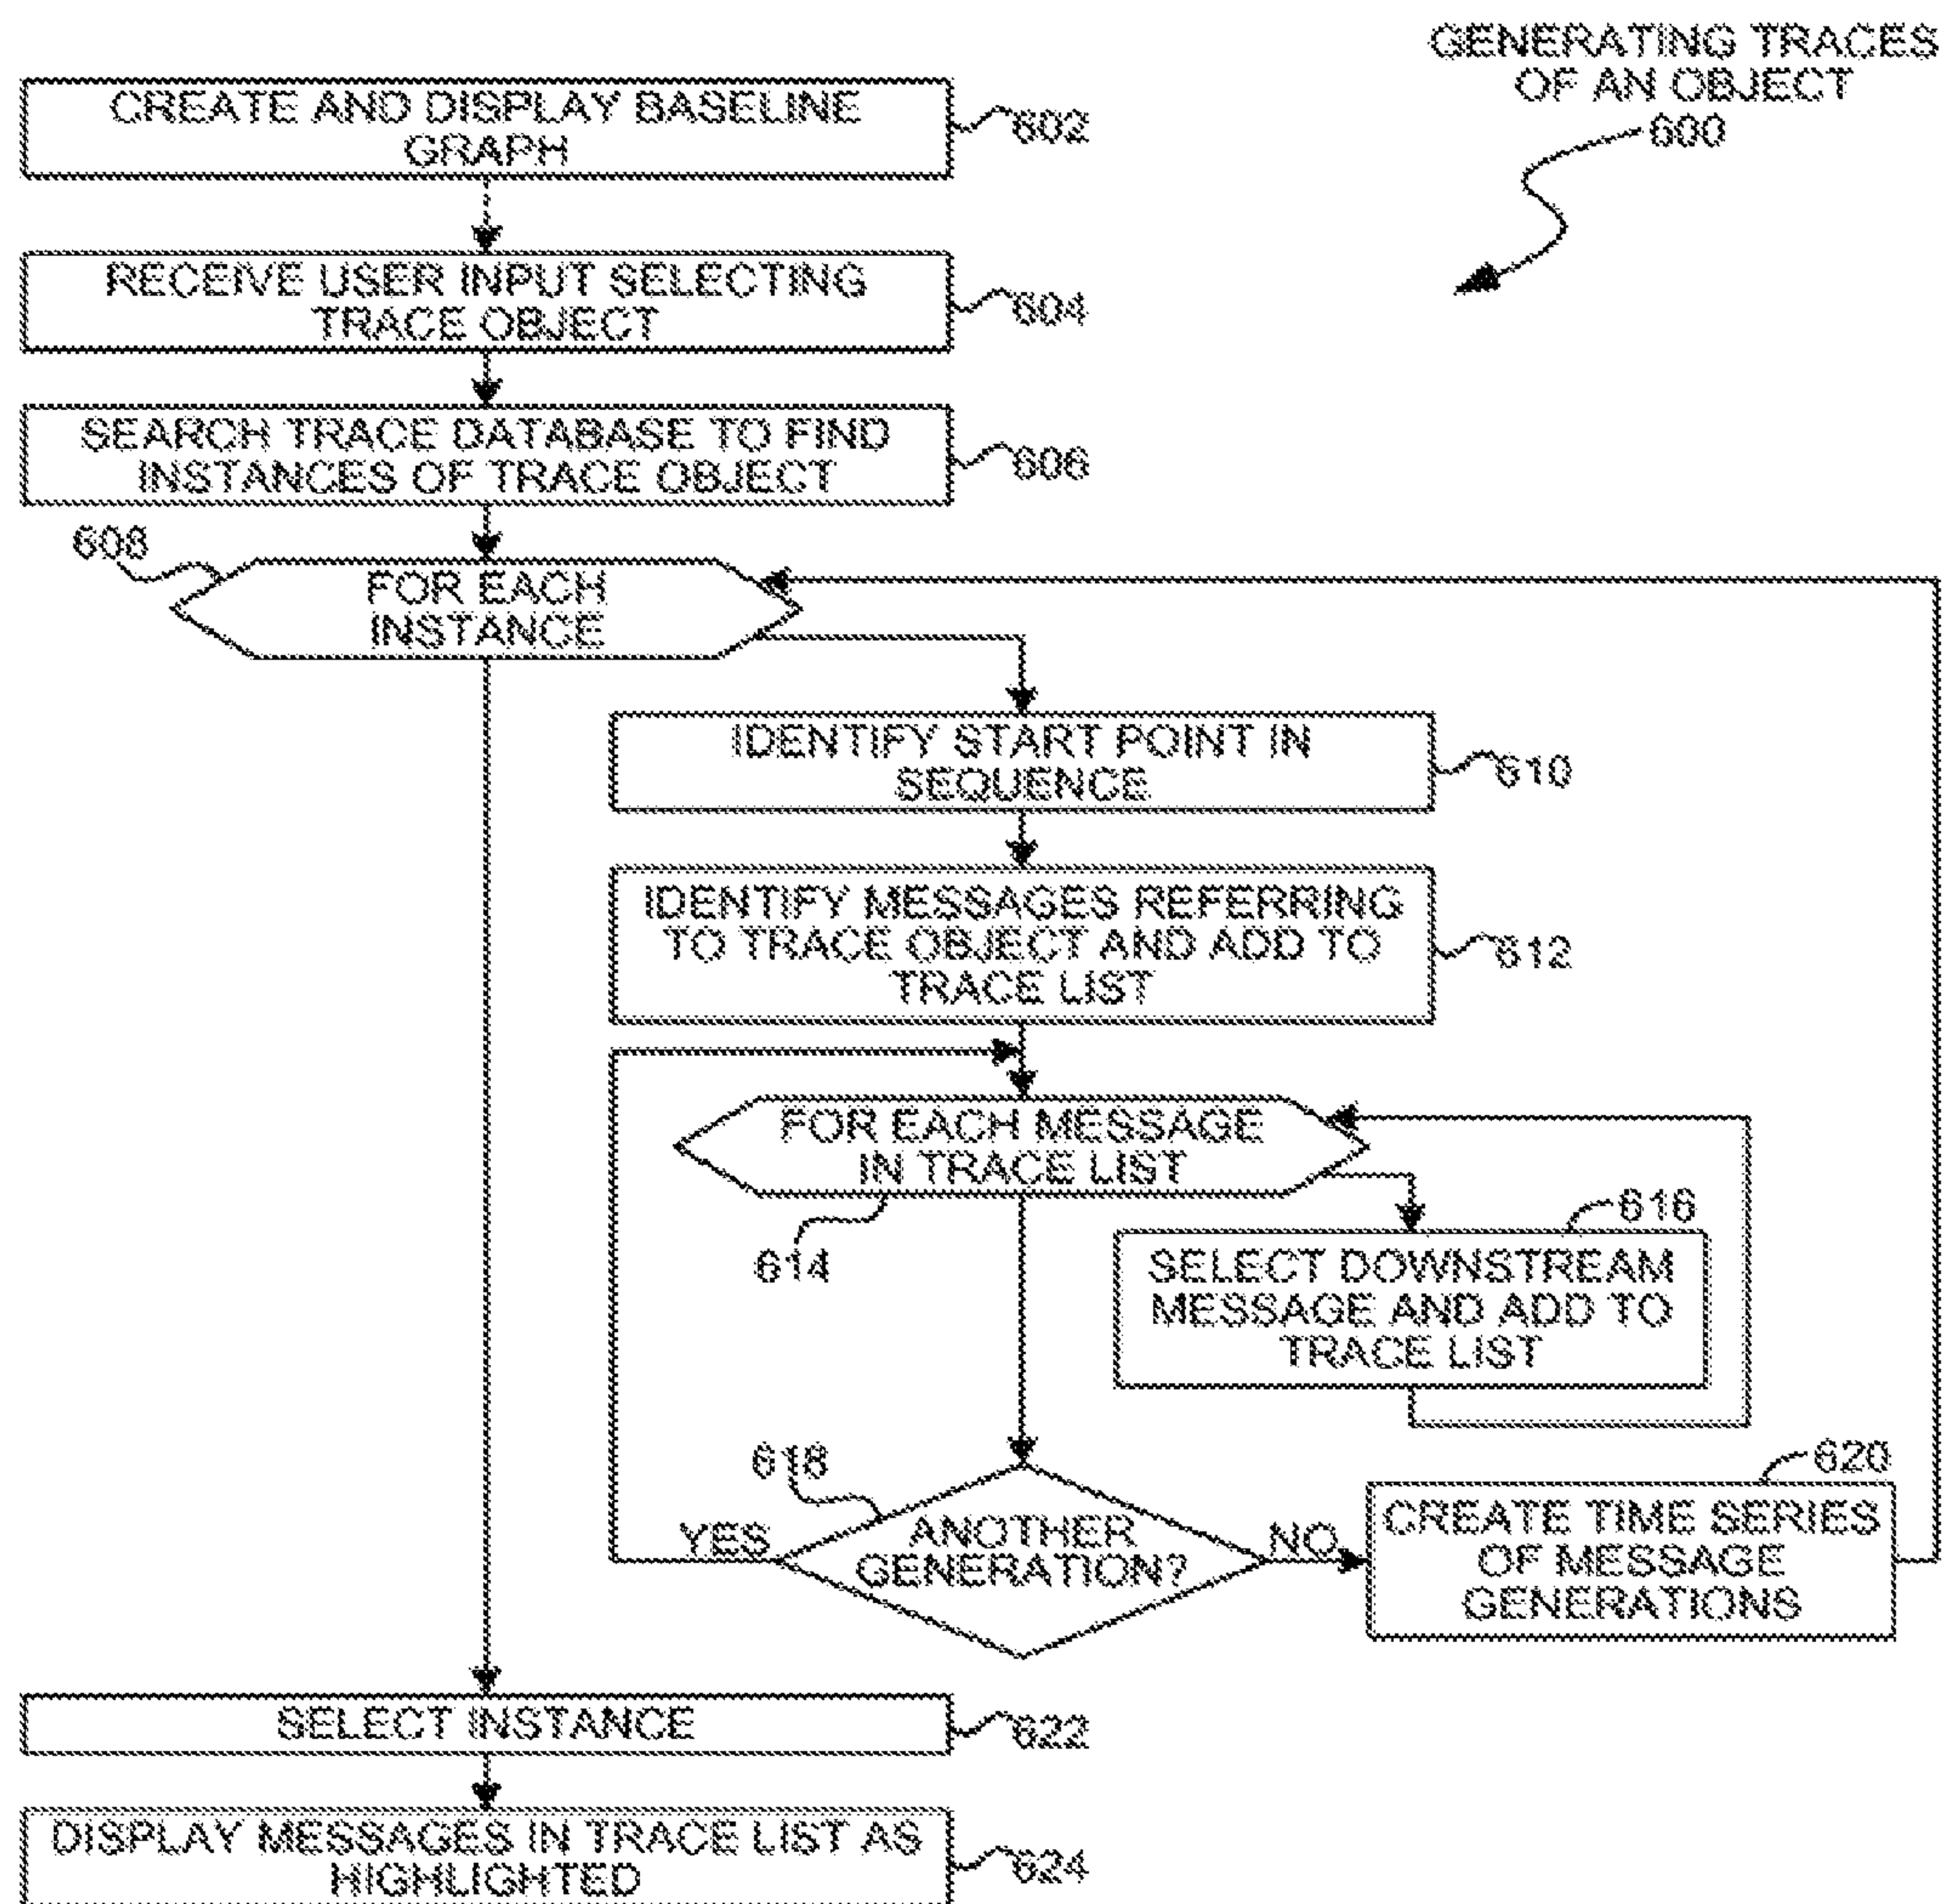 GENERATING TRACES
OF AN OBJECT
600
CREATE AND DISPLAY BASELINE
GRAPH
602
RECEIVE USER INPUT SELECTING
TRACE OBJECT
604
SEARCH TRACE DATABASE TO FIND
INSTANCES OF TRACE OBJECT
606
608
FOR EACH
INSTANCE
IDENTIFY START POINT IN
SEQUENCE
610
IDENTIFY MESSAGES REFERRING
TO TRACE OBJECT AND ADD TO
TRACE LIST
612
FOR EACH MESSAGE
IN TRACE LIST
614
616
SELECT DOWNSTREAM
MESSAGE AND ADD TO
TRACE LIST
618
ANOTHER
GENERATION?
YES
NO
620
CREATE TIME SERIES
OF MESSAGE
GENERATIONS
SELECT INSTANCE
622
DISPLAY MESSAGES IN TRACE LIST AS
HIGHLIGHTED
624